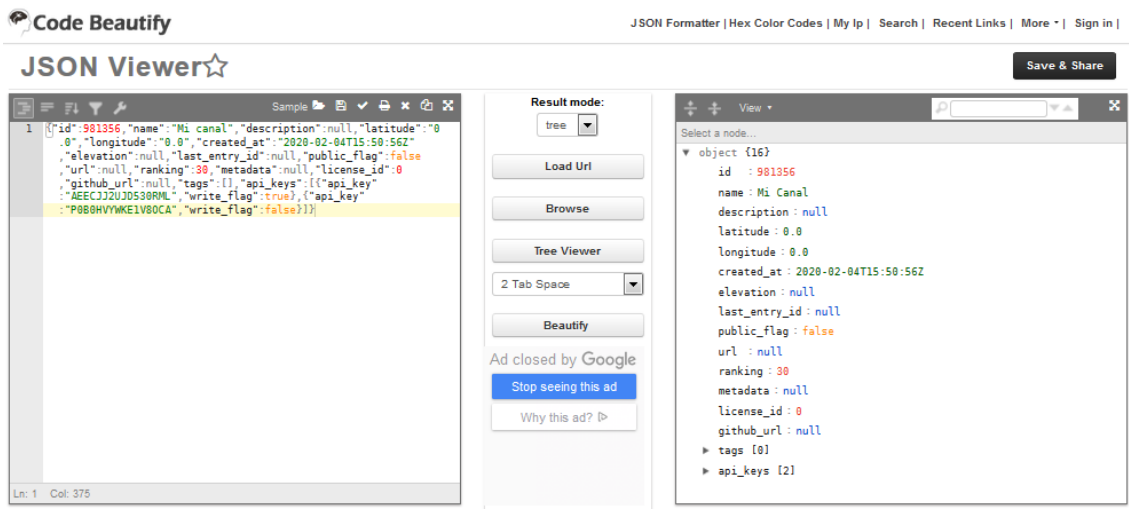 Code Beautify
JSON Formatter | Hex Color Codes | My Ip | Search | Recent Links | More | Sign in |
JSON Viewer
Save & Share
Sample
1 {"id":981356,"name":"Mi canal","description":null,"latitude":"0
.0","longitude":"0.0","created_at":"2020-02-04T15:50:56Z"
,"elevation":null,"last_entry_id":null,"public_flag":false
,"url":null,"ranking":30,"metadata":null,"license_id":0
,"github_url":null,"tags":[],"api_keys":[{"api_key"
:"AEECJJ2UJD530RML","write_flag":true},{"api_key"
:"P0B0HVYWKE1V8OCA","write_flag":false}]}
Ln: 1 Col: 375
Result mode:
tree
Load Url
Browse
Tree Viewer
2 Tab Space
Beautify
Ad closed by Google
Stop seeing this ad
Why this ad?
View
Select a node...
object {16}
id : 981356
name : Mi Canal
description : null
latitude : 0.0
longitude : 0.0
created_at : 2020-02-04T15:50:56Z
elevation : null
last_entry_id : null
public_flag : false
url : null
ranking : 30
metadata : null
license_id : 0
github_url : null
tags [0]
api_keys [2]